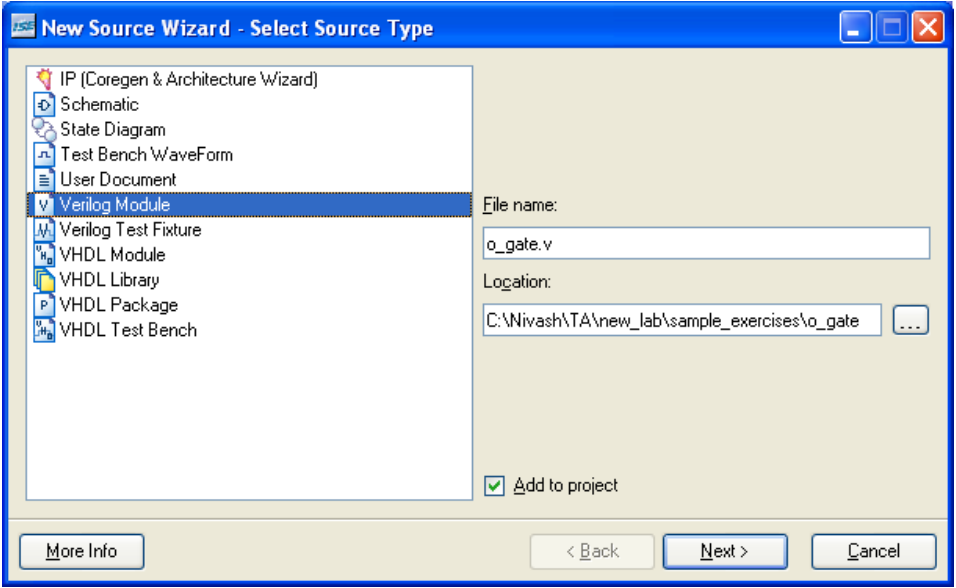 ISE New Source Wizard - Select Source Type
IP (Coregen & Architecture Wizard)
Schematic
State Diagram
Test Bench WaveForm
User Document
Verilog Module
Verilog Test Fixture
VHDL Module
VHDL Library
VHDL Package
VHDL Test Bench
File name:
o_gate.v
Location:
C:\Nivash\TA\new_lab\sample_exercises\o_gate
...
Add to project
More Info
< Back
Next >
Cancel